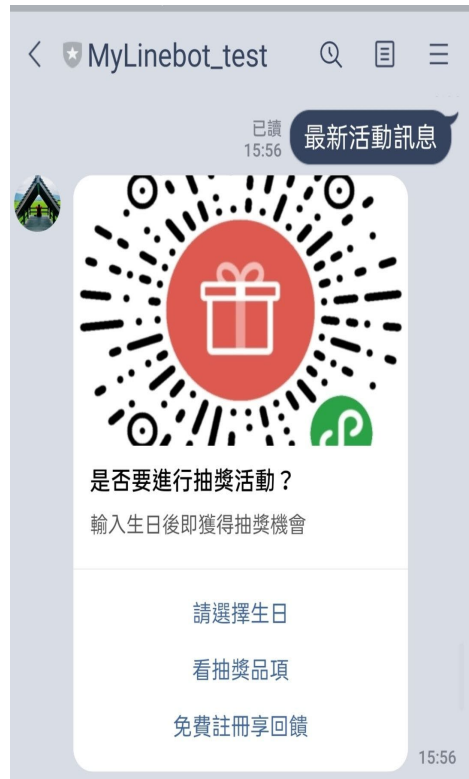 MyLinebot_test
已讀
15:56
最新活動訊息
是否要進行抽獎活動？
輸入生日後即獲得抽獎機會
請選擇生日
看抽獎品項
免費註冊享回饋
15:56